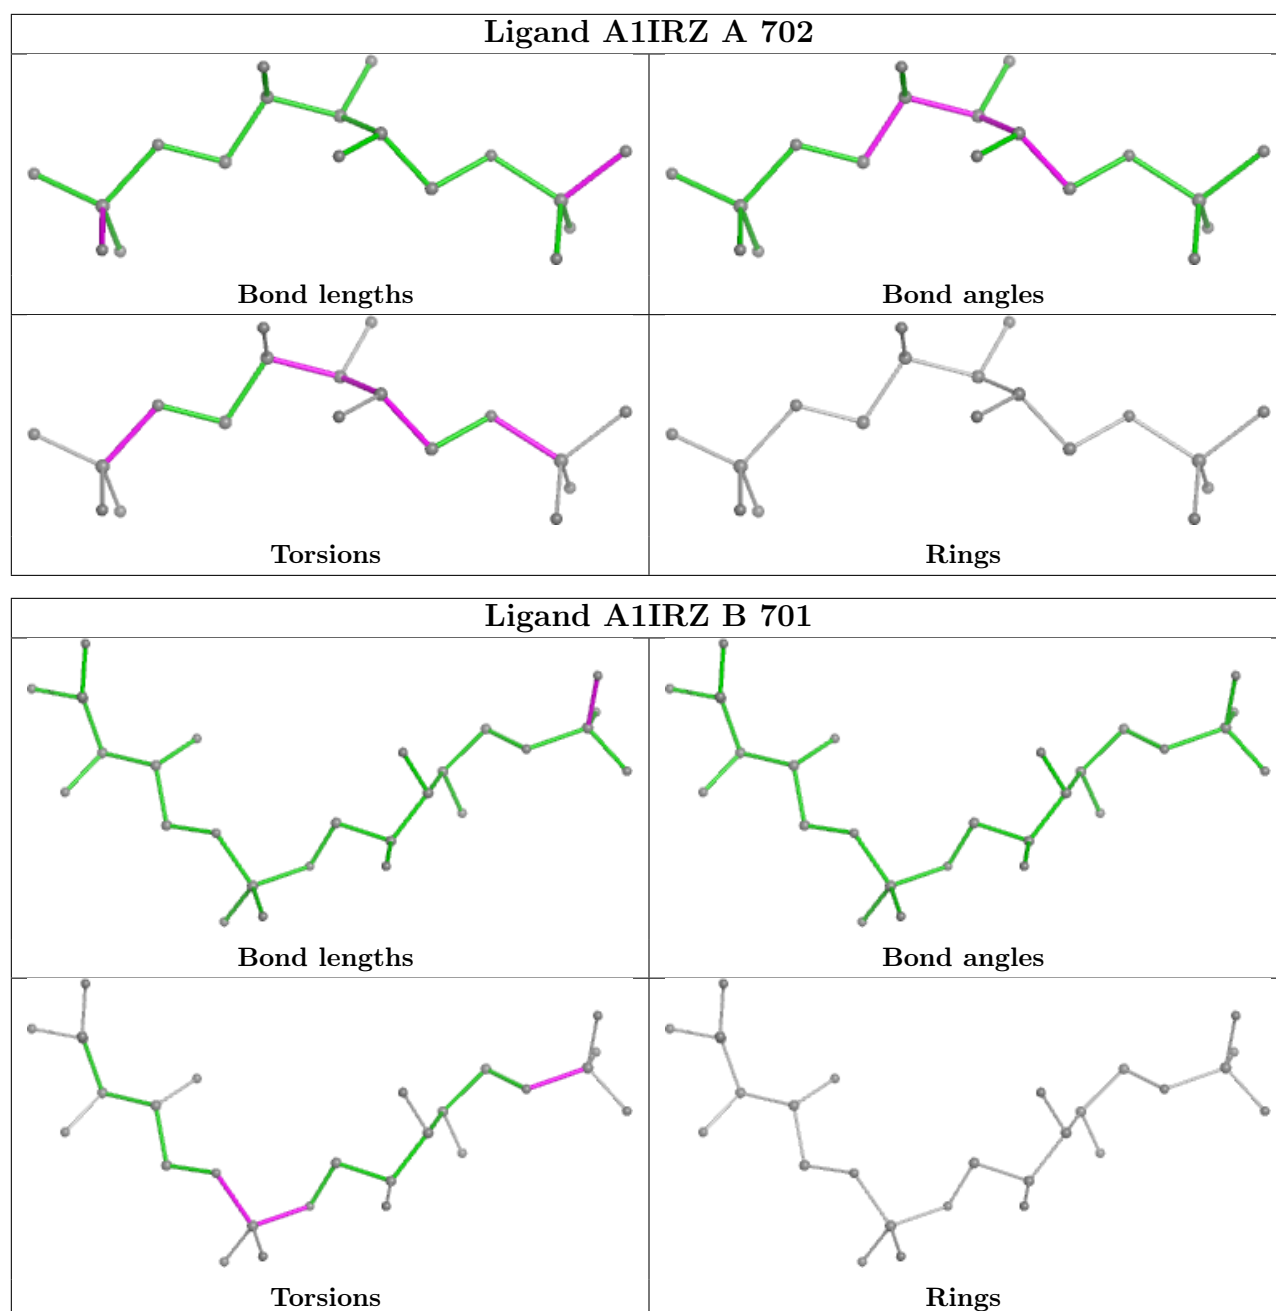 Ligand A1IRZ A 702
Bond lengths
Bond angles
Torsions
Rings
Ligand A1IRZ B 701
Bond lengths
Bond angles
Torsions
Rings